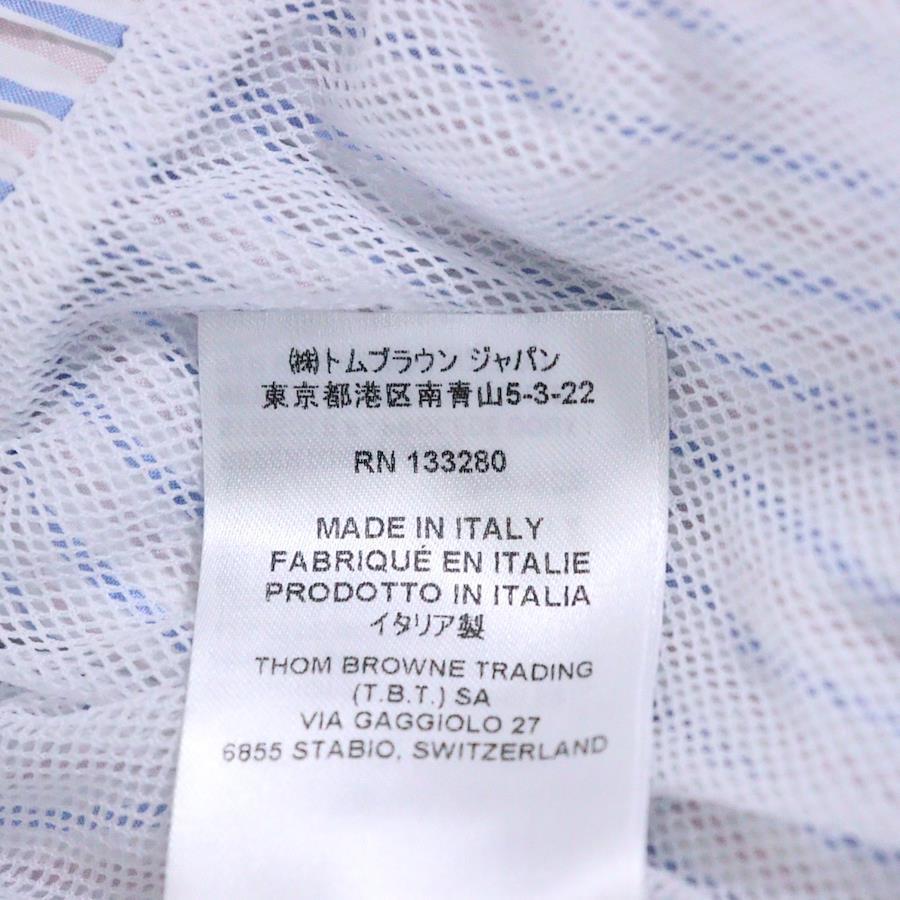 ㈱トムブラウン ジャパン
東京都港区南青山5-3-22
RN 133280
MADE IN ITALY
FABRIQUÉ EN ITALIE
PRODOTTO IN ITALIA
イタリア製
THOM BROWNE TRADING
(T.B.T.) SA
VIA GAGGIOLO 27
6855 STABIO, SWITZERLAND